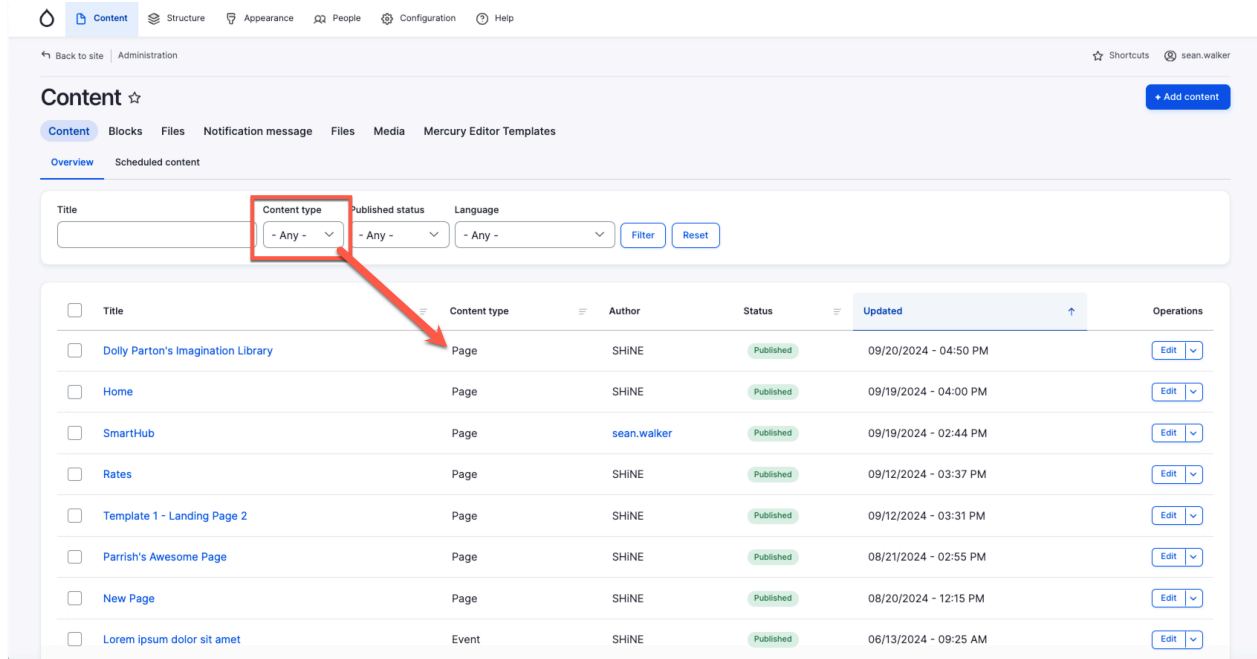 Content Structure Appearance People Configuration Help
Back to site Administration Shortcuts sean.walker
Content + Add content
Content Blocks Files Notification message Files Media Mercury Editor Templates
Overview Scheduled content
Title Content type Published status Language
- Any - - Any - - Any - Filter Reset
Title Content type Author Status Updated Operations
Dolly Parton's Imagination Library Page SHiNE Published 09/20/2024 - 04:50 PM Edit
Home Page SHiNE Published 09/19/2024 - 04:00 PM Edit
SmartHub Page sean.walker Published 09/19/2024 - 02:44 PM Edit
Rates Page SHiNE Published 09/12/2024 - 03:37 PM Edit
Template 1 - Landing Page 2 Page SHiNE Published 09/12/2024 - 03:31 PM Edit
Parrish's Awesome Page Page SHiNE Published 08/21/2024 - 02:55 PM Edit
New Page Page SHiNE Published 08/20/2024 - 12:15 PM Edit
Lorem ipsum dolor sit amet Event SHiNE Published 06/13/2024 - 09:25 AM Edit